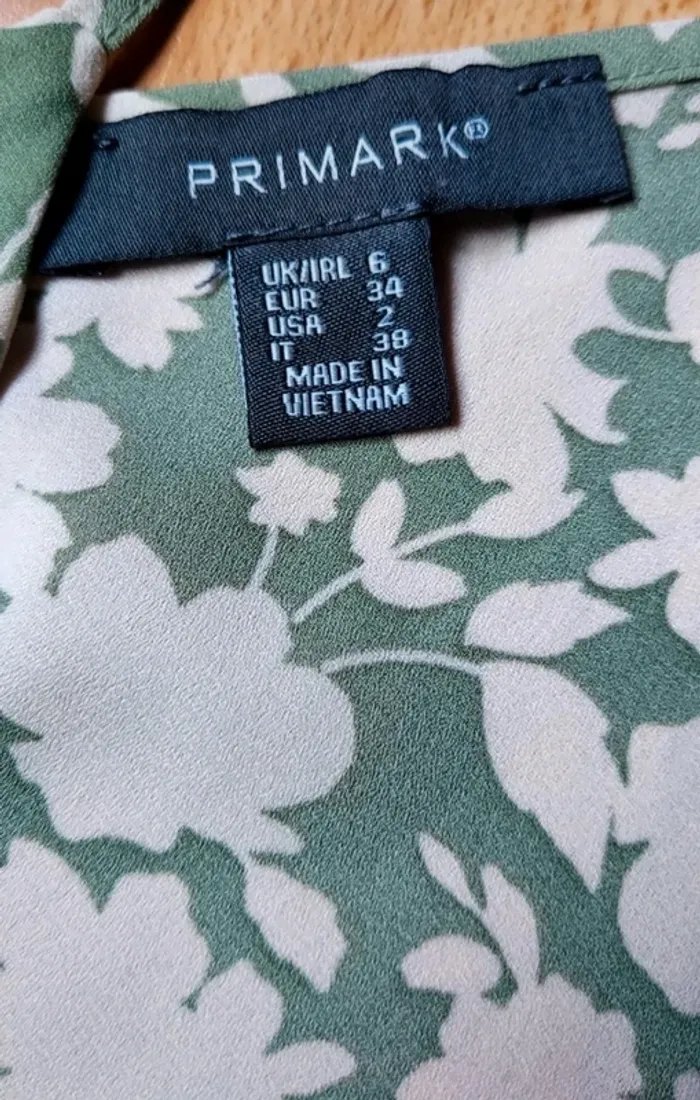 PRIMARK®
UK/IRL 6
EUR 34
USA 2
IT 38
MADE IN
VIETNAM